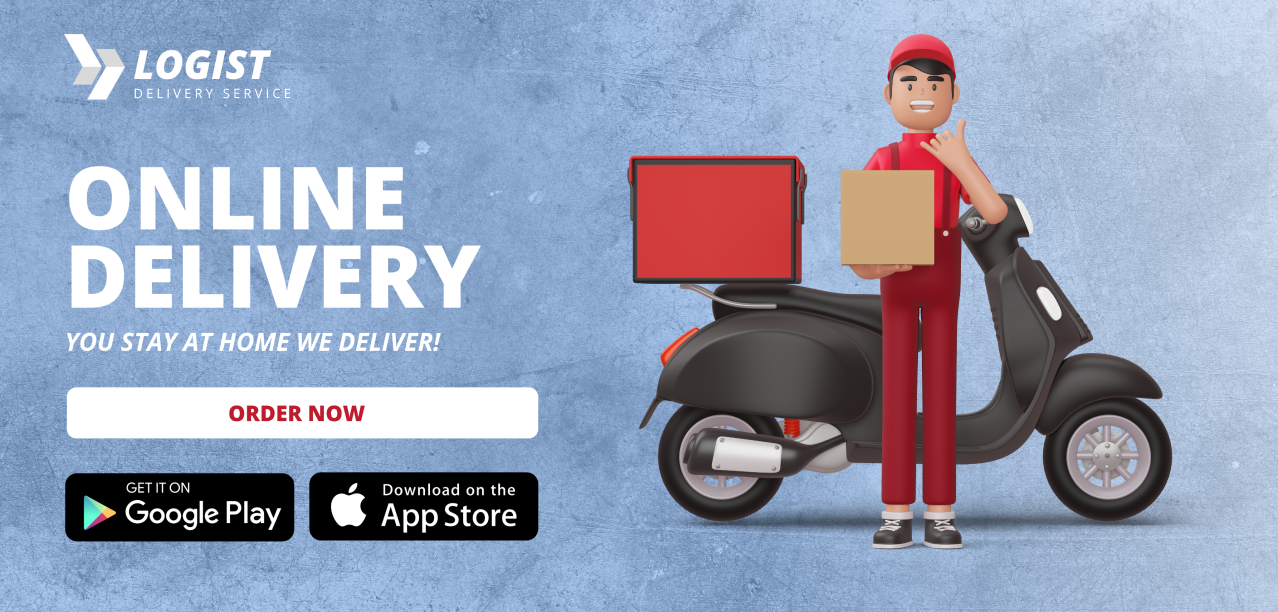 LOGIST
DELIVERY SERVICE
ONLINE
DELIVERY
YOU STAY AT HOME WE DELIVER!
ORDER NOW
GET IT ON
Google Play
Download on the
App Store